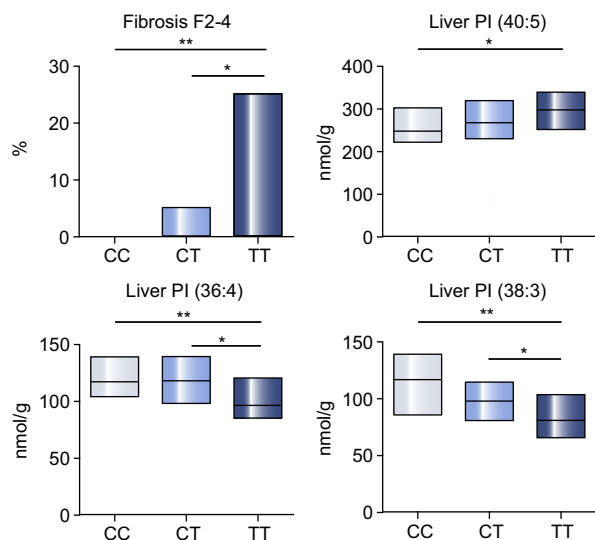 Fibrosis F2-4
**
*
30
20
10
0
%
CC CT TT
Liver PI (40:5)
*
400
300
200
100
0
nmol/g
CC CT TT
Liver PI (36:4)
**
*
150
100
50
0
nmol/g
CC CT TT
Liver PI (38:3)
**
*
150
100
50
0
nmol/g
CC CT TT